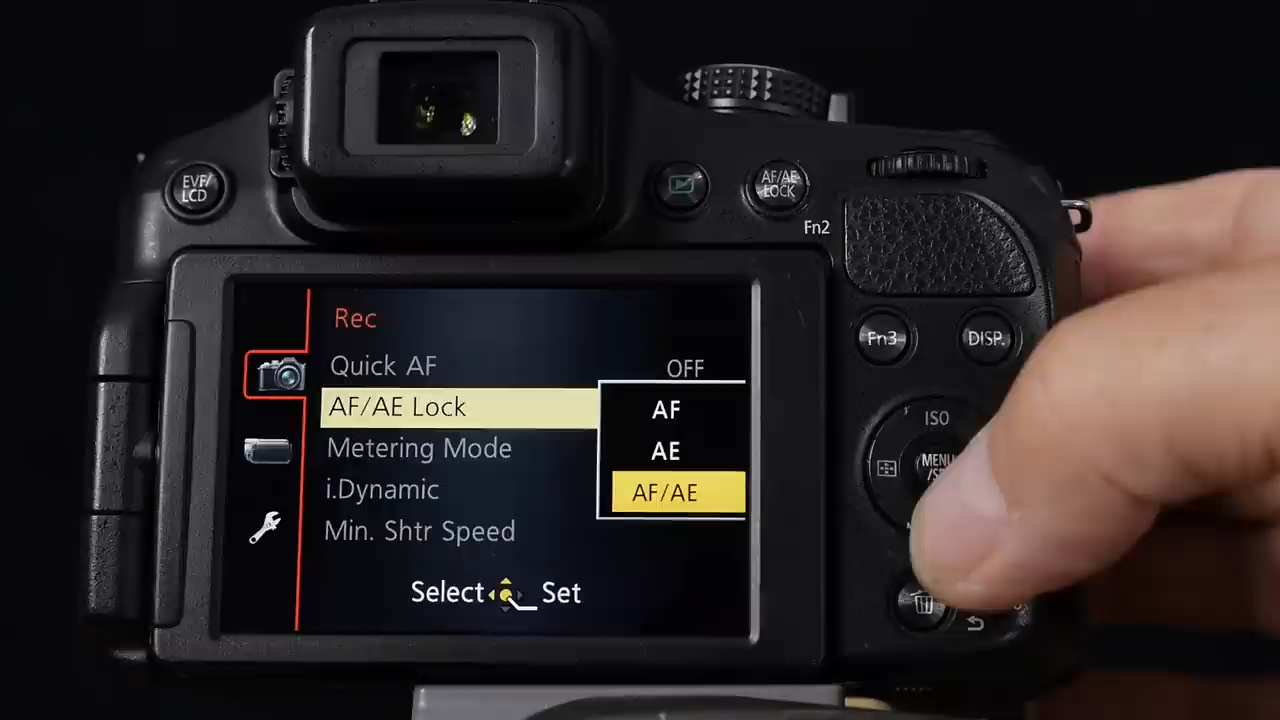 EVF/
LCD
AF/AE
LOCK
Fn2
Fn3
DISP.
ISO
MENU
Rec
Quick AF OFF
AF/AE Lock AF
Metering Mode AE
i.Dynamic AF/AE
Min. Shtr Speed
Select Set